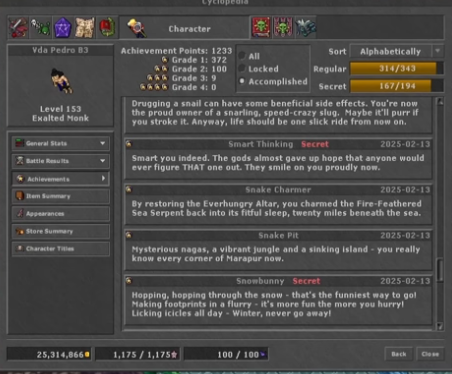 Cyclopedia
Character
Vda Pedro B3
Level 153
Exalted Monk
General Stats
Battle Results
Achievements
Item Summary
Appearances
Store Summary
Character Titles
Achievement Points: 1233
Grade 1: 372
Grade 2: 100
Grade 3: 9
Grade 4: 0
All
Locked
Accomplished
Sort Alphabetically
Regular 314/343
Secret 167/194
Drugging a snail can have some beneficial side effects. You're now
the proud owner of a snarling, speed-crazy slug. Maybe it'll purr if
you stroke it. Anyway, life should be one slick ride from now on.
Smart Thinking Secret 2025-02-13
Smart you indeed. The gods almost gave up hope that anyone would
ever figure THAT one out. They smile on you proudly now.
Snake Charmer 2025-02-13
By restoring the Everhungry Altar, you charmed the Fire-Feathered
Sea Serpent back into its fitful sleep, twenty miles beneath the sea.
Snake Pit 2025-02-13
Mysterious nagas, a vibrant jungle and a sinking island - you really
know every corner of Marapur now.
Snowbunny Secret 2025-02-13
Hopping, hopping through the snow - that's the funniest way to go!
Making footprints in a flurry - it's more fun the more you hurry!
Licking icicles all day - Winter, never go away!
25,314,866
1,175 / 1,175
100 / 100
Back
Close